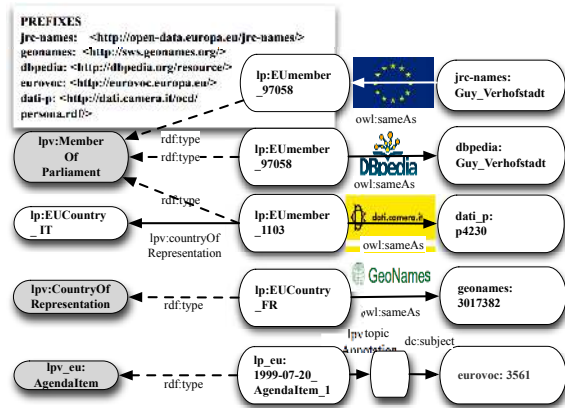 PREFIXES
jrc-names: <http://open-data.europa.eu/jrc-names/>
geonames: <http://sws.geonames.org/>
dbpedia: <http://dbpedia.org/resource/>
eurovoc: <http://eurovoc.europa.eu/>
dati-p: <http://dati.camera.it/ocd/
persona.rdf/>
lp:EUmember
_97058
owl:sameAs
jrc-names:
Guy_Verhofstadt
rdf:type
lpv:Member
Of
Parliament
rdf:type
lp:EUmember
_97058
DBpedia
owl:sameAs
dbpedia:
Guy_Verhofstadt
rdf:type
lp:EUCountry
_IT
lpv:countryOf
Representation
lp:EUmember
_1103
dati.camera.it
owl:sameAs
dati_p:
p4230
lpv:CountryOf
Representation
rdf:type
lp:EUCountry
_FR
GeoNames
owl:sameAs
geonames:
3017382
lpv_eu:
AgendaItem
rdf:type
lp_eu:
1999-07-20_
AgendaItem_1
lpv:topic
Annotation
dc:subject
eurovoc: 3561